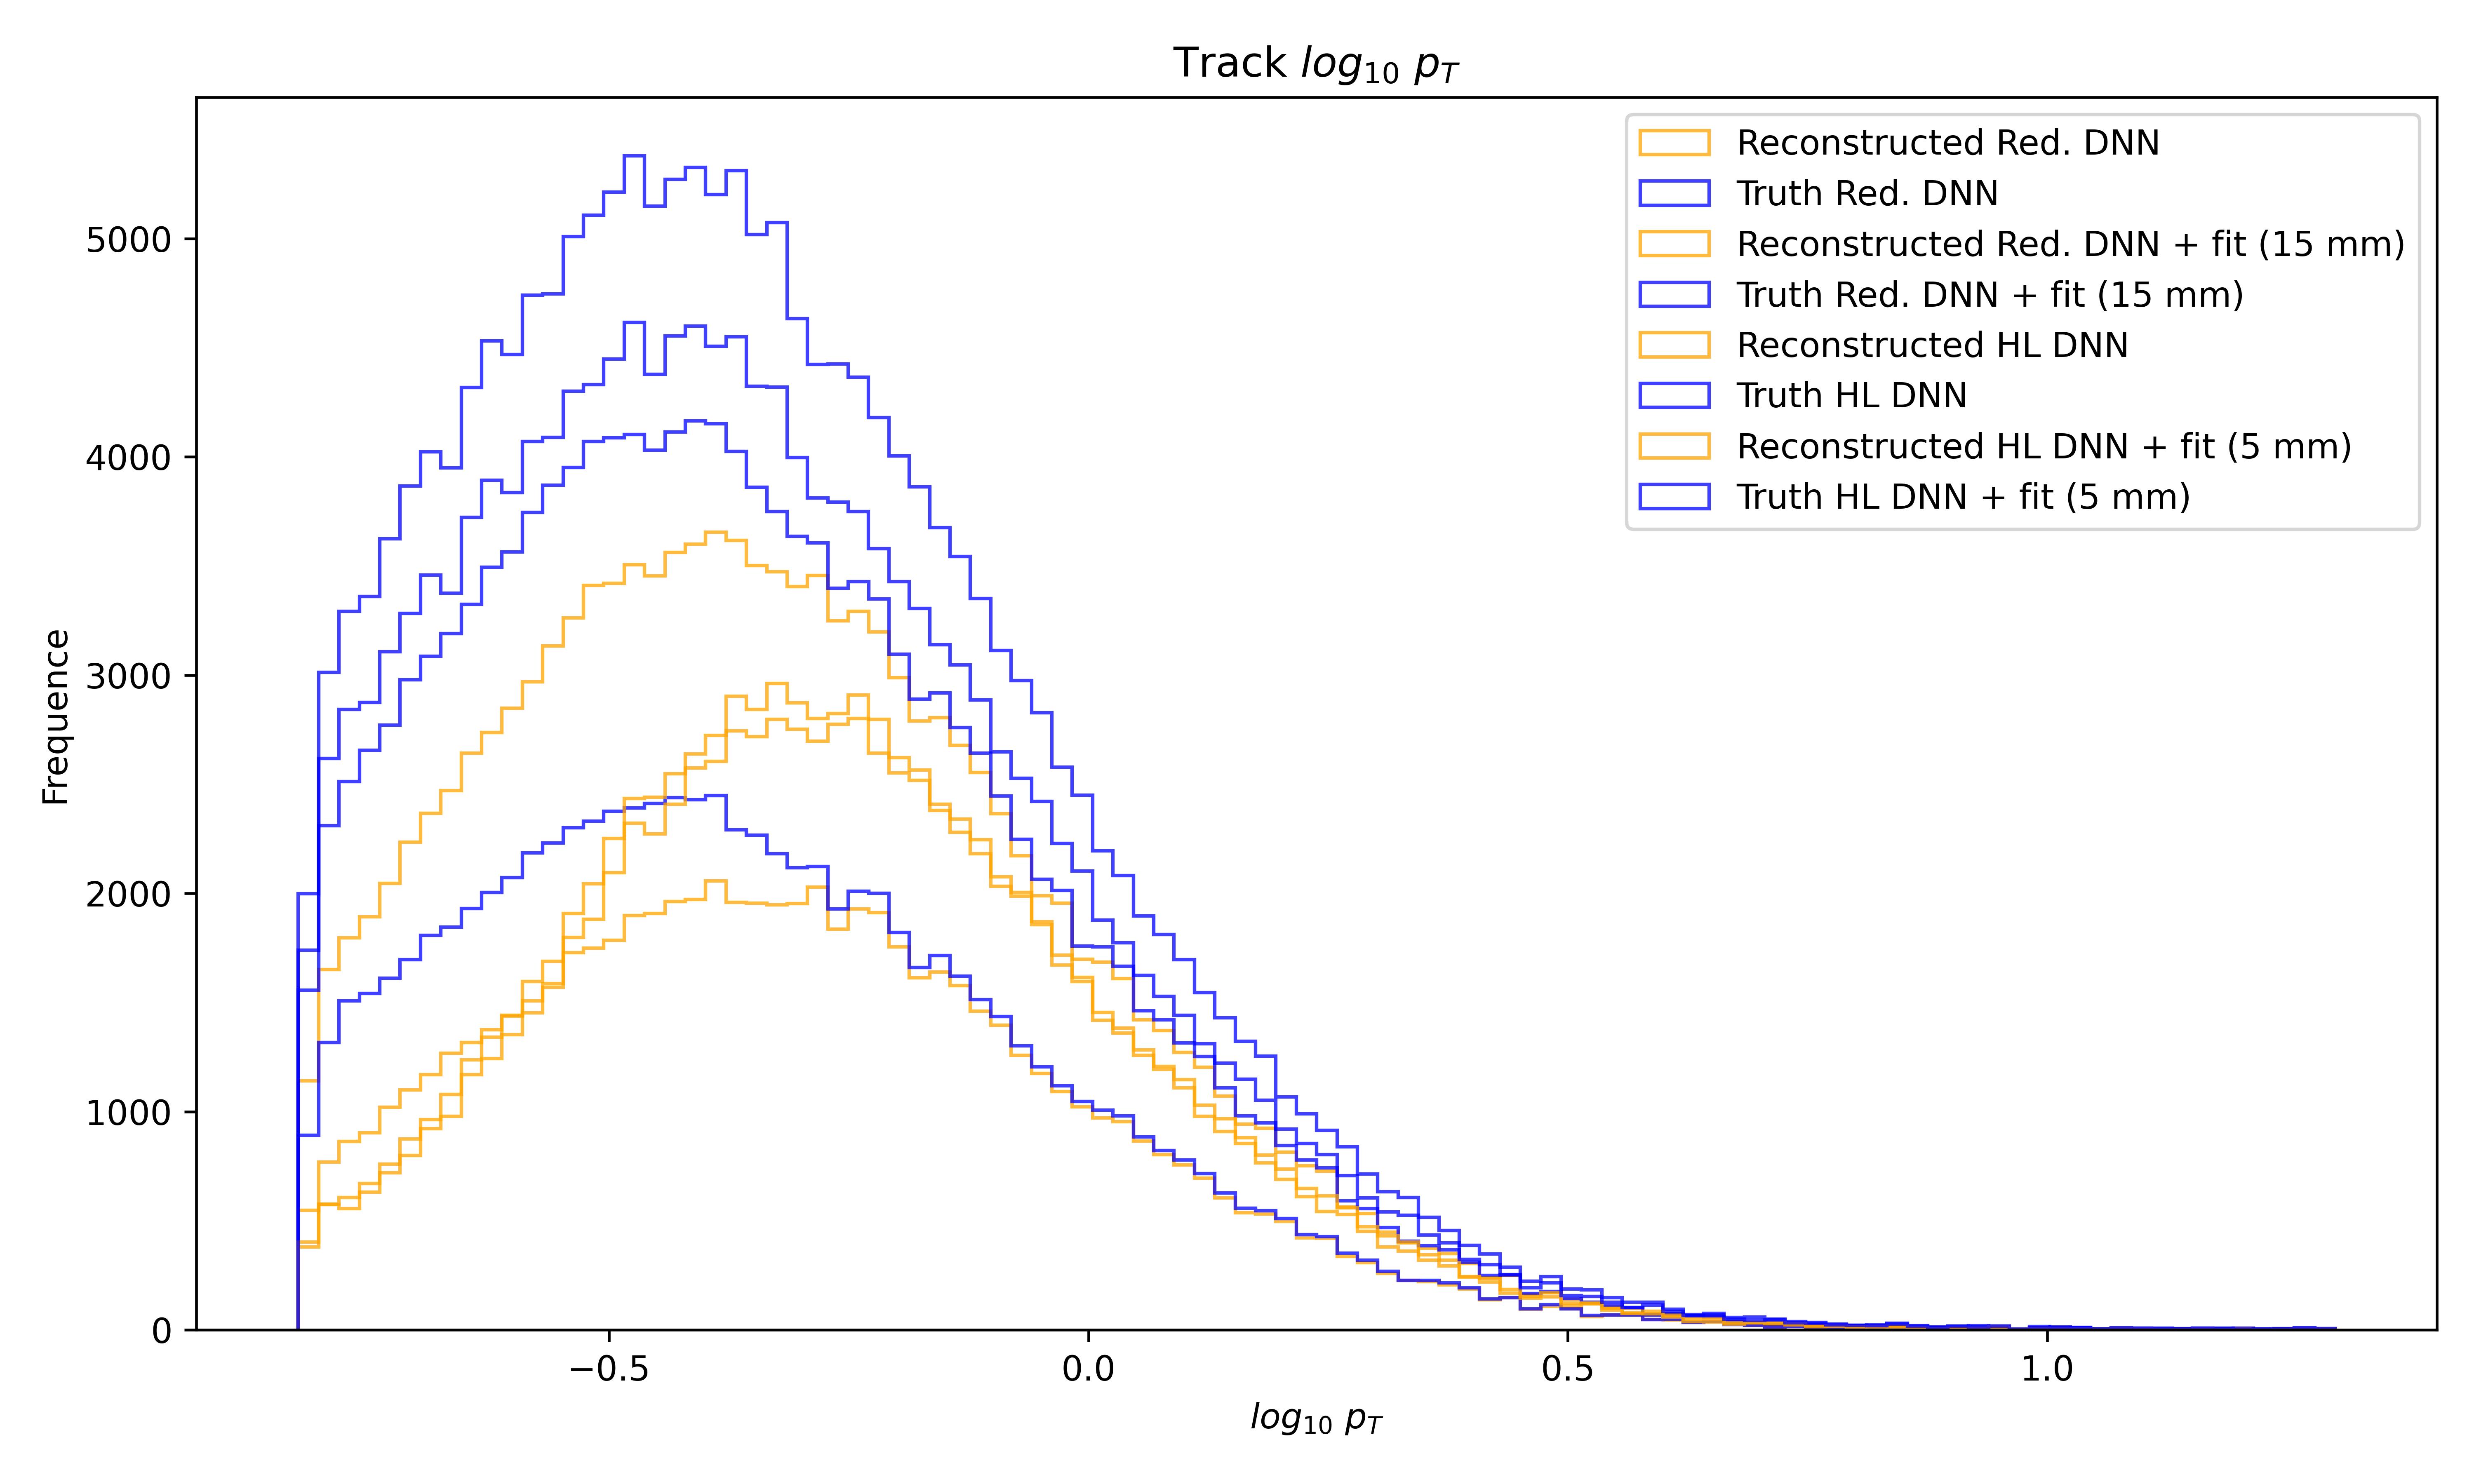 Track log10 pT
Reconstructed Red. DNN
Truth Red. DNN
Reconstructed Red. DNN + fit (15 mm)
Truth Red. DNN + fit (15 mm)
Reconstructed HL DNN
Truth HL DNN
Reconstructed HL DNN + fit (5 mm)
Truth HL DNN + fit (5 mm)
Frequence
5000
4000
3000
2000
1000
0
−0.5
0.0
0.5
1.0
log10 pT